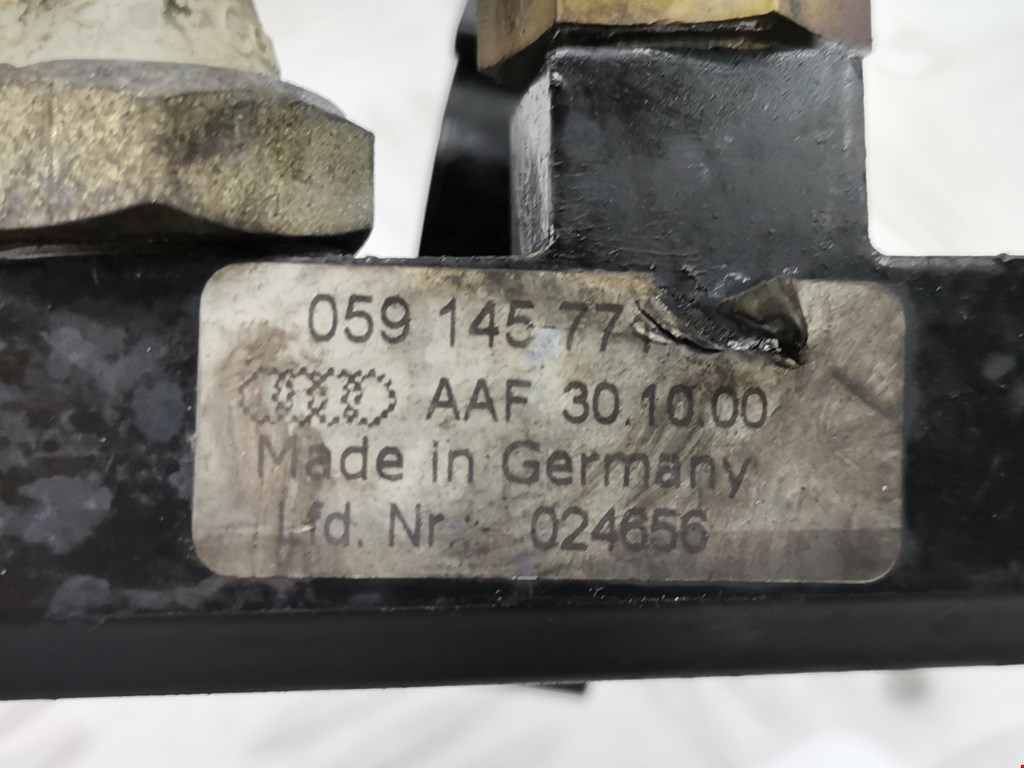 059 145 77
AAF 30.10.00
Made in Germany
Lfd. Nr. 024656